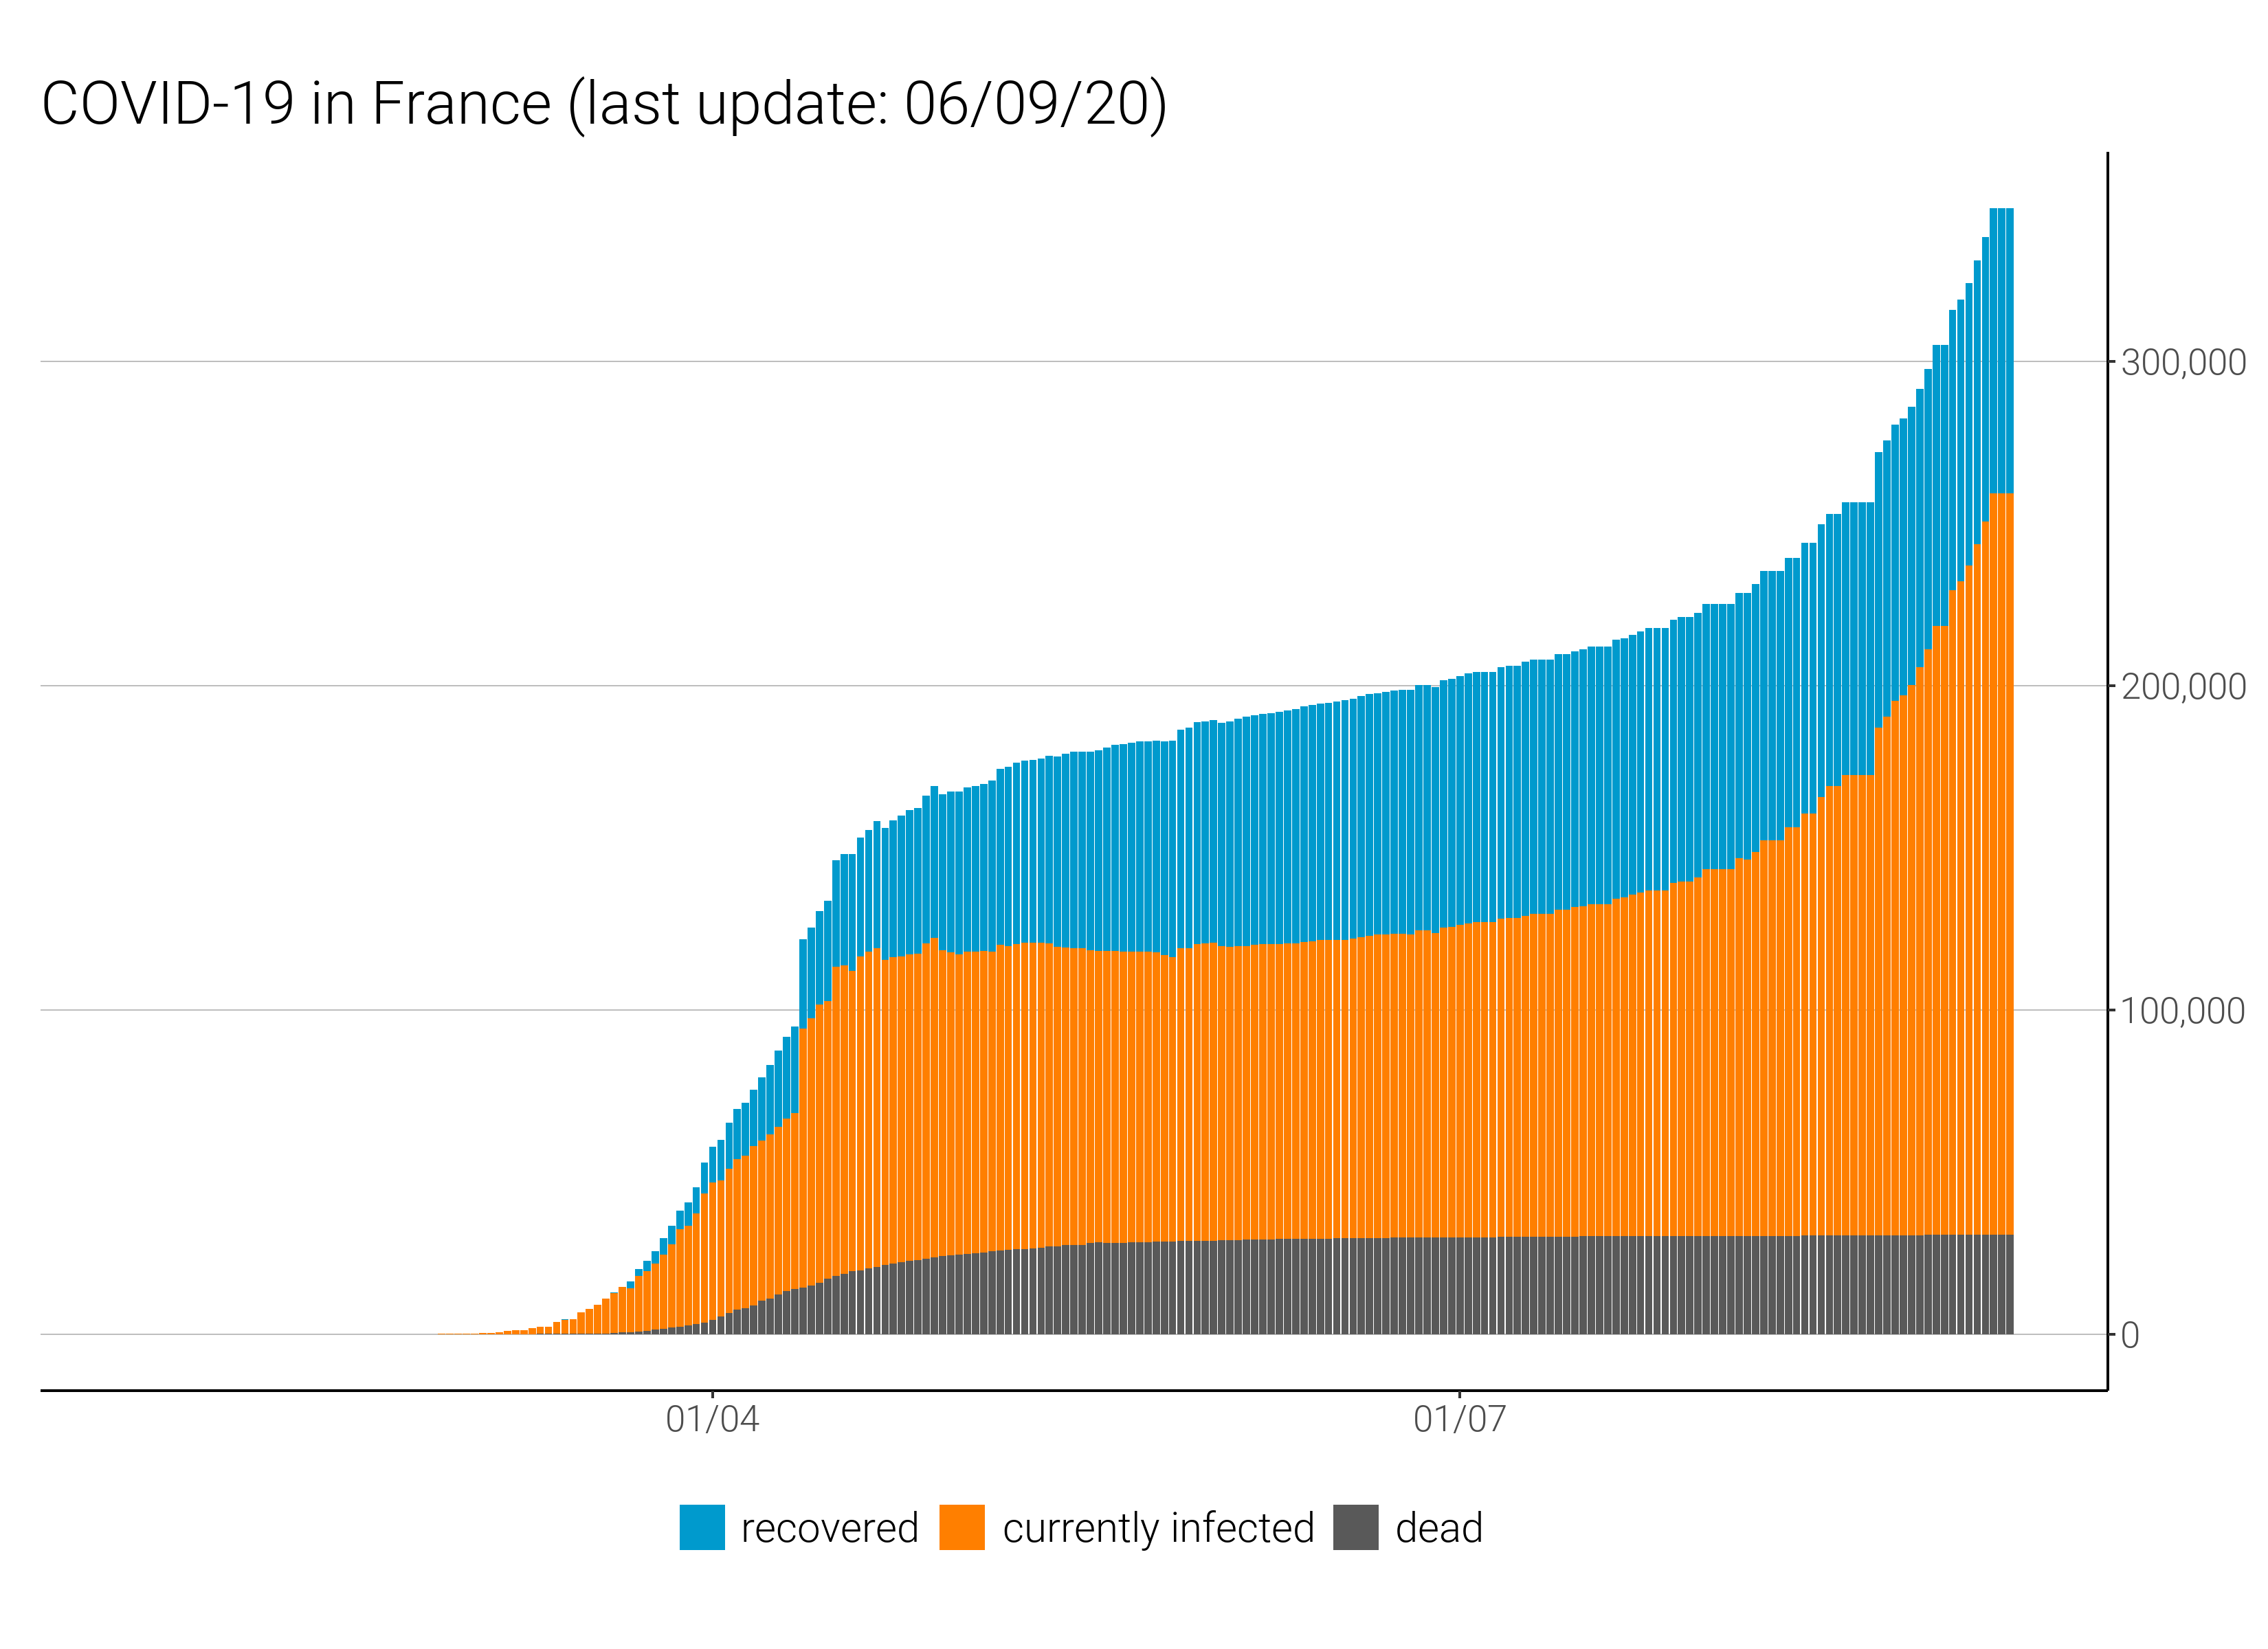 COVID-19 in France (last update: 06/09/20)
300,000
200,000
100,000
0
01/04 01/07
recovered currently infected dead